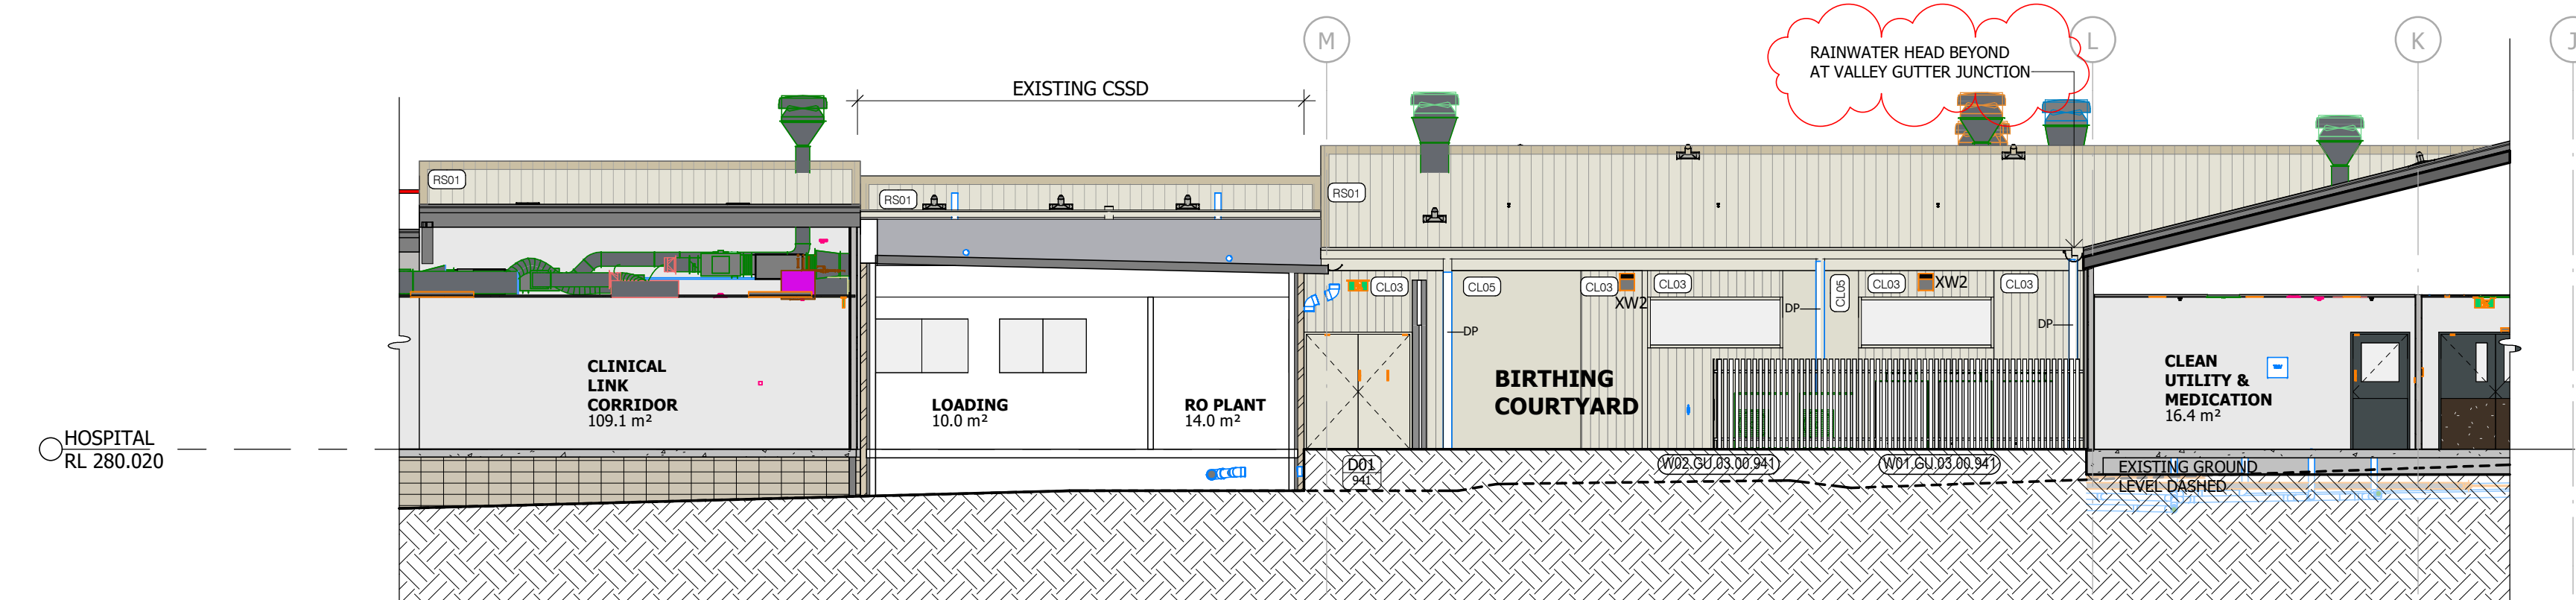 M
L
K
J
RAINWATER HEAD BEYOND
AT VALLEY GUTTER JUNCTION
EXISTING CSSD
RS01
RS01
RS01
CL03
CL05
CL03
XW2
CL03
DP
CL05
CL03
XW2
CL03
DP
DP
CLINICAL
LINK
CORRIDOR
109.1 m²
LOADING
10.0 m²
RO PLANT
14.0 m²
BIRTHING
COURTYARD
CLEAN
UTILITY &
MEDICATION
16.4 m²
HOSPITAL
RL 280.020
D01
941
W02.GU.03.00.941
W01.GU.03.00.941
EXISTING GROUND
LEVEL DASHED